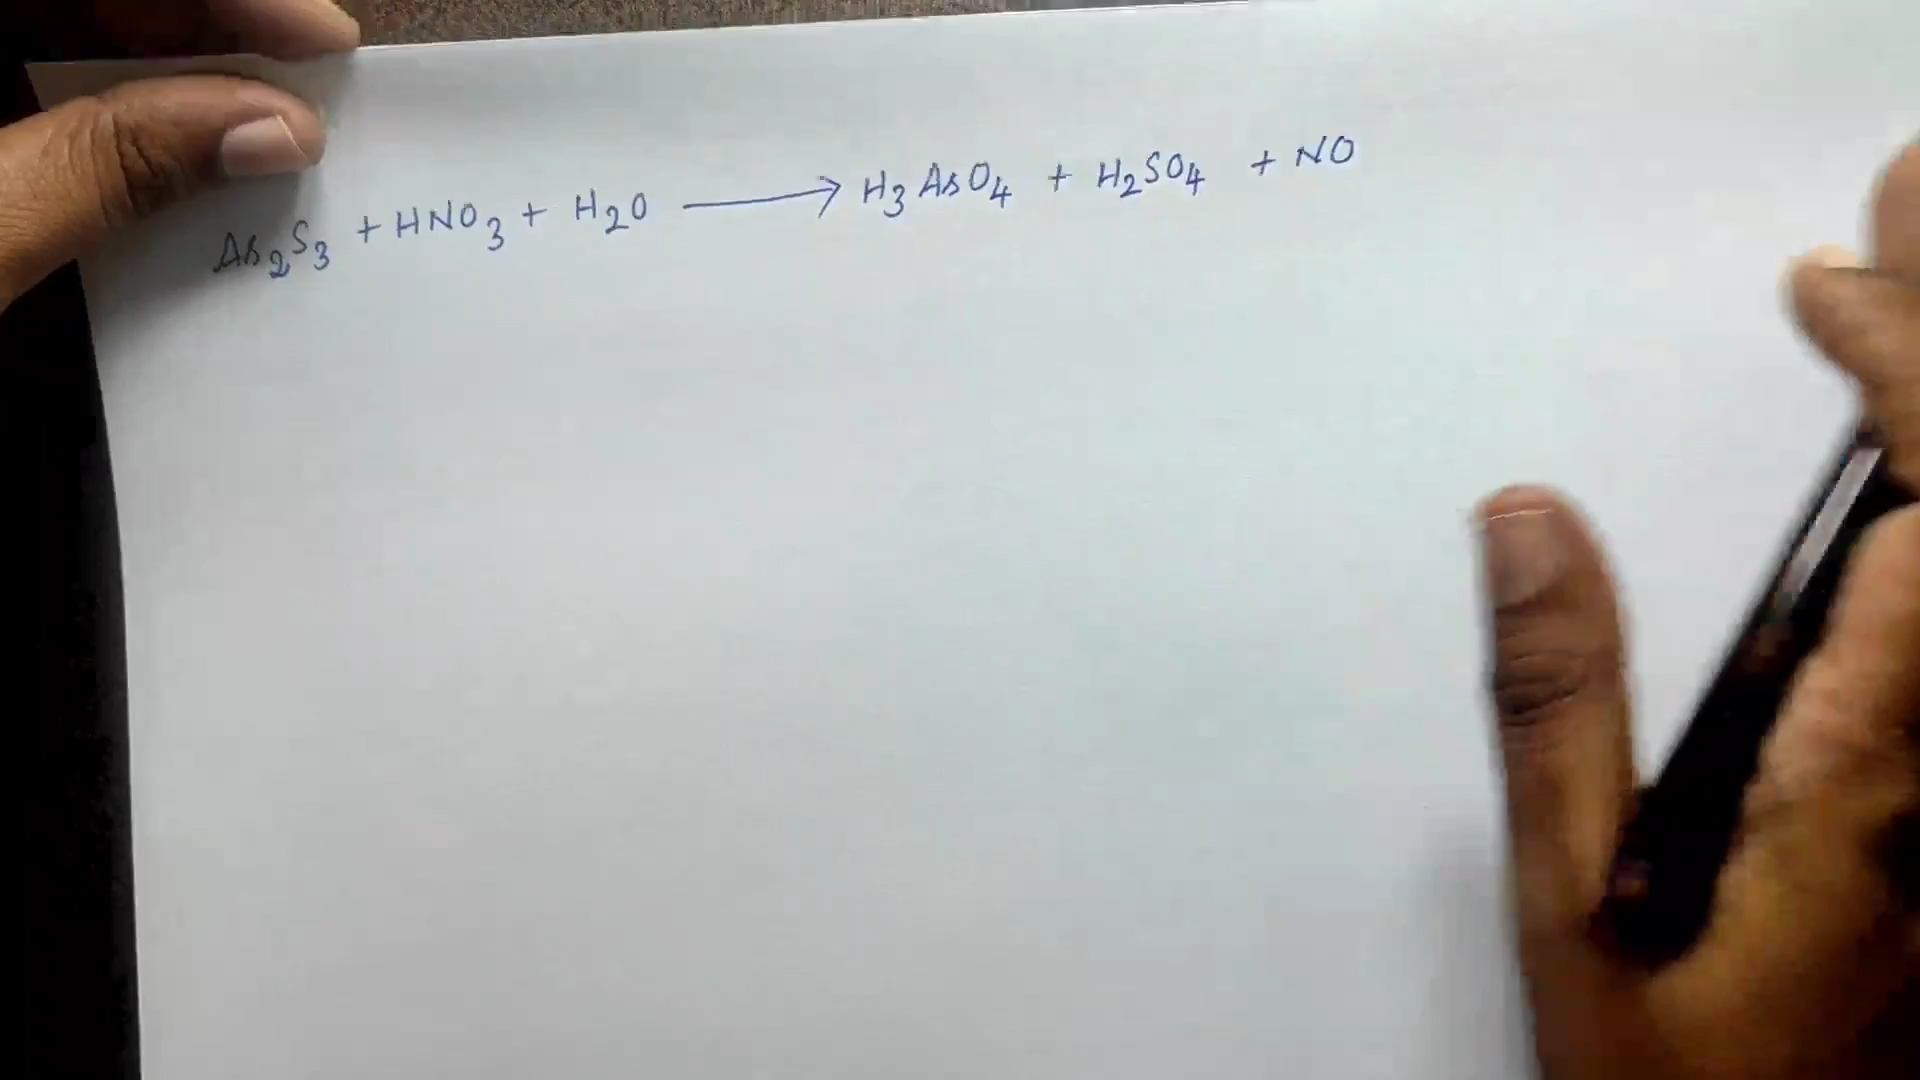 As2S3 + HNO3 + H2O ⟶ H3AsO4 + H2SO4 + NO